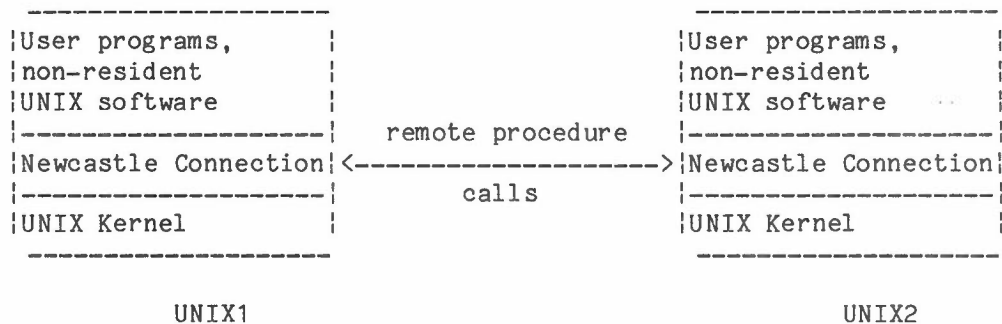 User programs, User programs,
non-resident non-resident
UNIX software UNIX software
remote procedure
Newcastle Connection Newcastle Connection
calls
UNIX Kernel UNIX Kernel
UNIX1 UNIX2